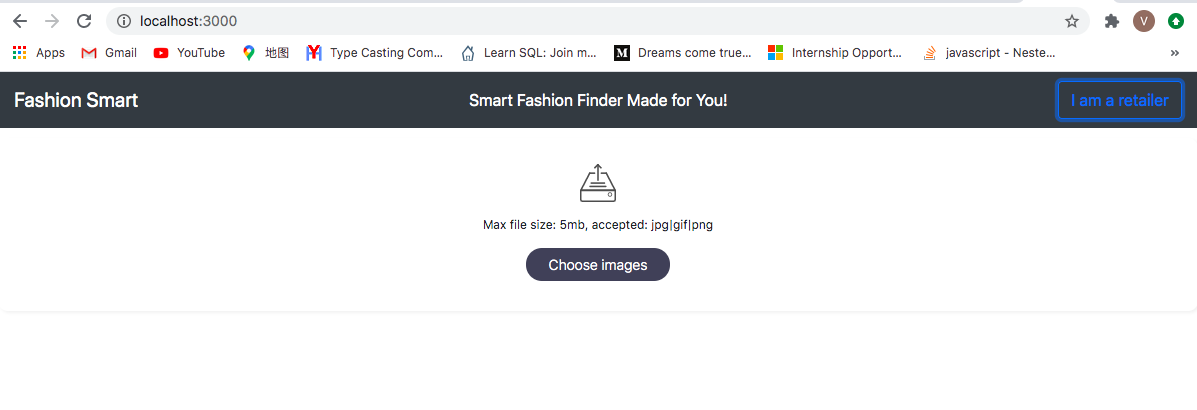 localhost:3000
V
Apps Gmail YouTube 地图 Type Casting Com... Learn SQL: Join m... M Dreams come true... Internship Opport... javascript - Neste... »
Fashion Smart Smart Fashion Finder Made for You! I am a retailer
Max file size: 5mb, accepted: jpg|gif|png
Choose images